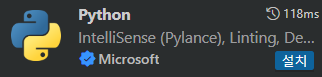 Python 118ms
IntelliSense (Pylance), Linting, De...
Microsoft 설치